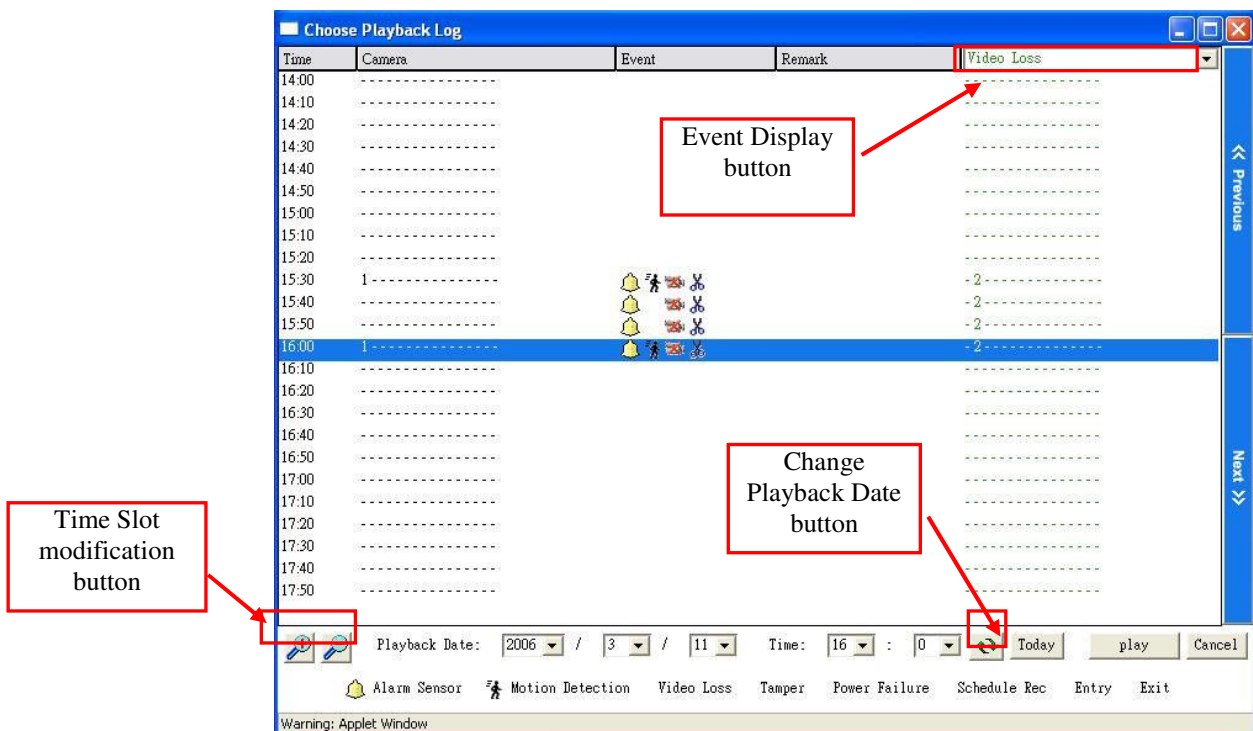 Choose Playback Log
Time Camera Event Remark Video Loss
14:00 ---------------- ----------------
14:10 ---------------- ----------------
14:20 ---------------- ----------------
14:30 ---------------- ----------------
14:40 ---------------- ----------------
14:50 ---------------- ----------------
15:00 ---------------- ----------------
15:10 ---------------- ----------------
15:20 ---------------- ----------------
15:30 1--------------- -2--------------
15:40 ---------------- -2--------------
15:50 ---------------- -2--------------
16:00 1--------------- -2--------------
16:10 ---------------- ----------------
16:20 ---------------- ----------------
16:30 ---------------- ----------------
16:40 ---------------- ----------------
16:50 ---------------- ----------------
17:00 ---------------- ----------------
17:10 ---------------- ----------------
17:20 ---------------- ----------------
17:30 ---------------- ----------------
17:40 ---------------- ----------------
17:50 ---------------- ----------------
Event Display
button
Previous
Next
Change
Playback Date
button
Time Slot
modification
button
Playback Date: 2006 / 3 / 11 Time: 16 : 0 Today play Cancel
Alarm Sensor Motion Detection Video Loss Tamper Power Failure Schedule Rec Entry Exit
Warning: Applet Window